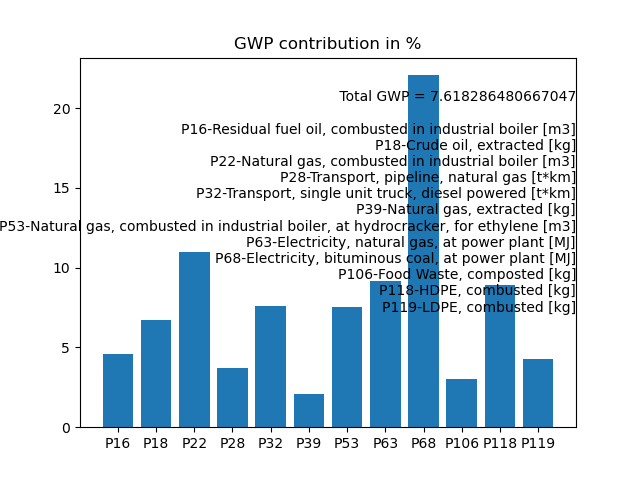 GWP contribution in %
Total GWP = 7.618286480667047
P16-Residual fuel oil, combusted in industrial boiler [m3]
P18-Crude oil, extracted [kg]
P22-Natural gas, combusted in industrial boiler [m3]
P28-Transport, pipeline, natural gas [t*km]
P32-Transport, single unit truck, diesel powered [t*km]
P39-Natural gas, extracted [kg]
P53-Natural gas, combusted in industrial boiler, at hydrocracker, for ethylene [m3]
P63-Electricity, natural gas, at power plant [MJ]
P68-Electricity, bituminous coal, at power plant [MJ]
P106-Food Waste, composted [kg]
P118-HDPE, combusted [kg]
P119-LDPE, combusted [kg]
20
15
10
5
0
P16 P18 P22 P28 P32 P39 P53 P63 P68 P106 P118 P119